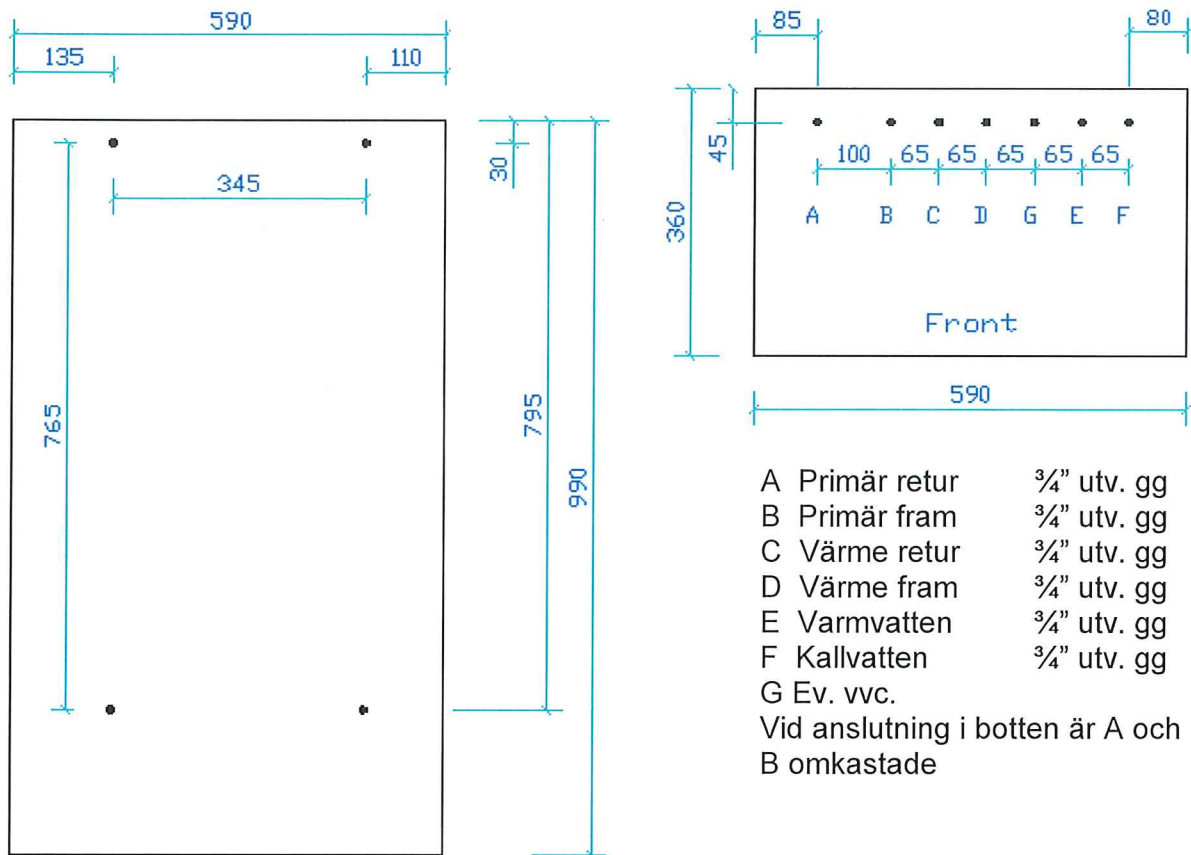 590
135
110
30
345
765
795
990
85
80
45
100 65 65 65 65 65
A B C D G E F
360
Front
590
A Primär retur ¾” utv. gg
B Primär fram ¾” utv. gg
C Värme retur ¾” utv. gg
D Värme fram ¾” utv. gg
E Varmvatten ¾” utv. gg
F Kallvatten ¾” utv. gg
G Ev. vvc.
Vid anslutning i botten är A och
B omkastade